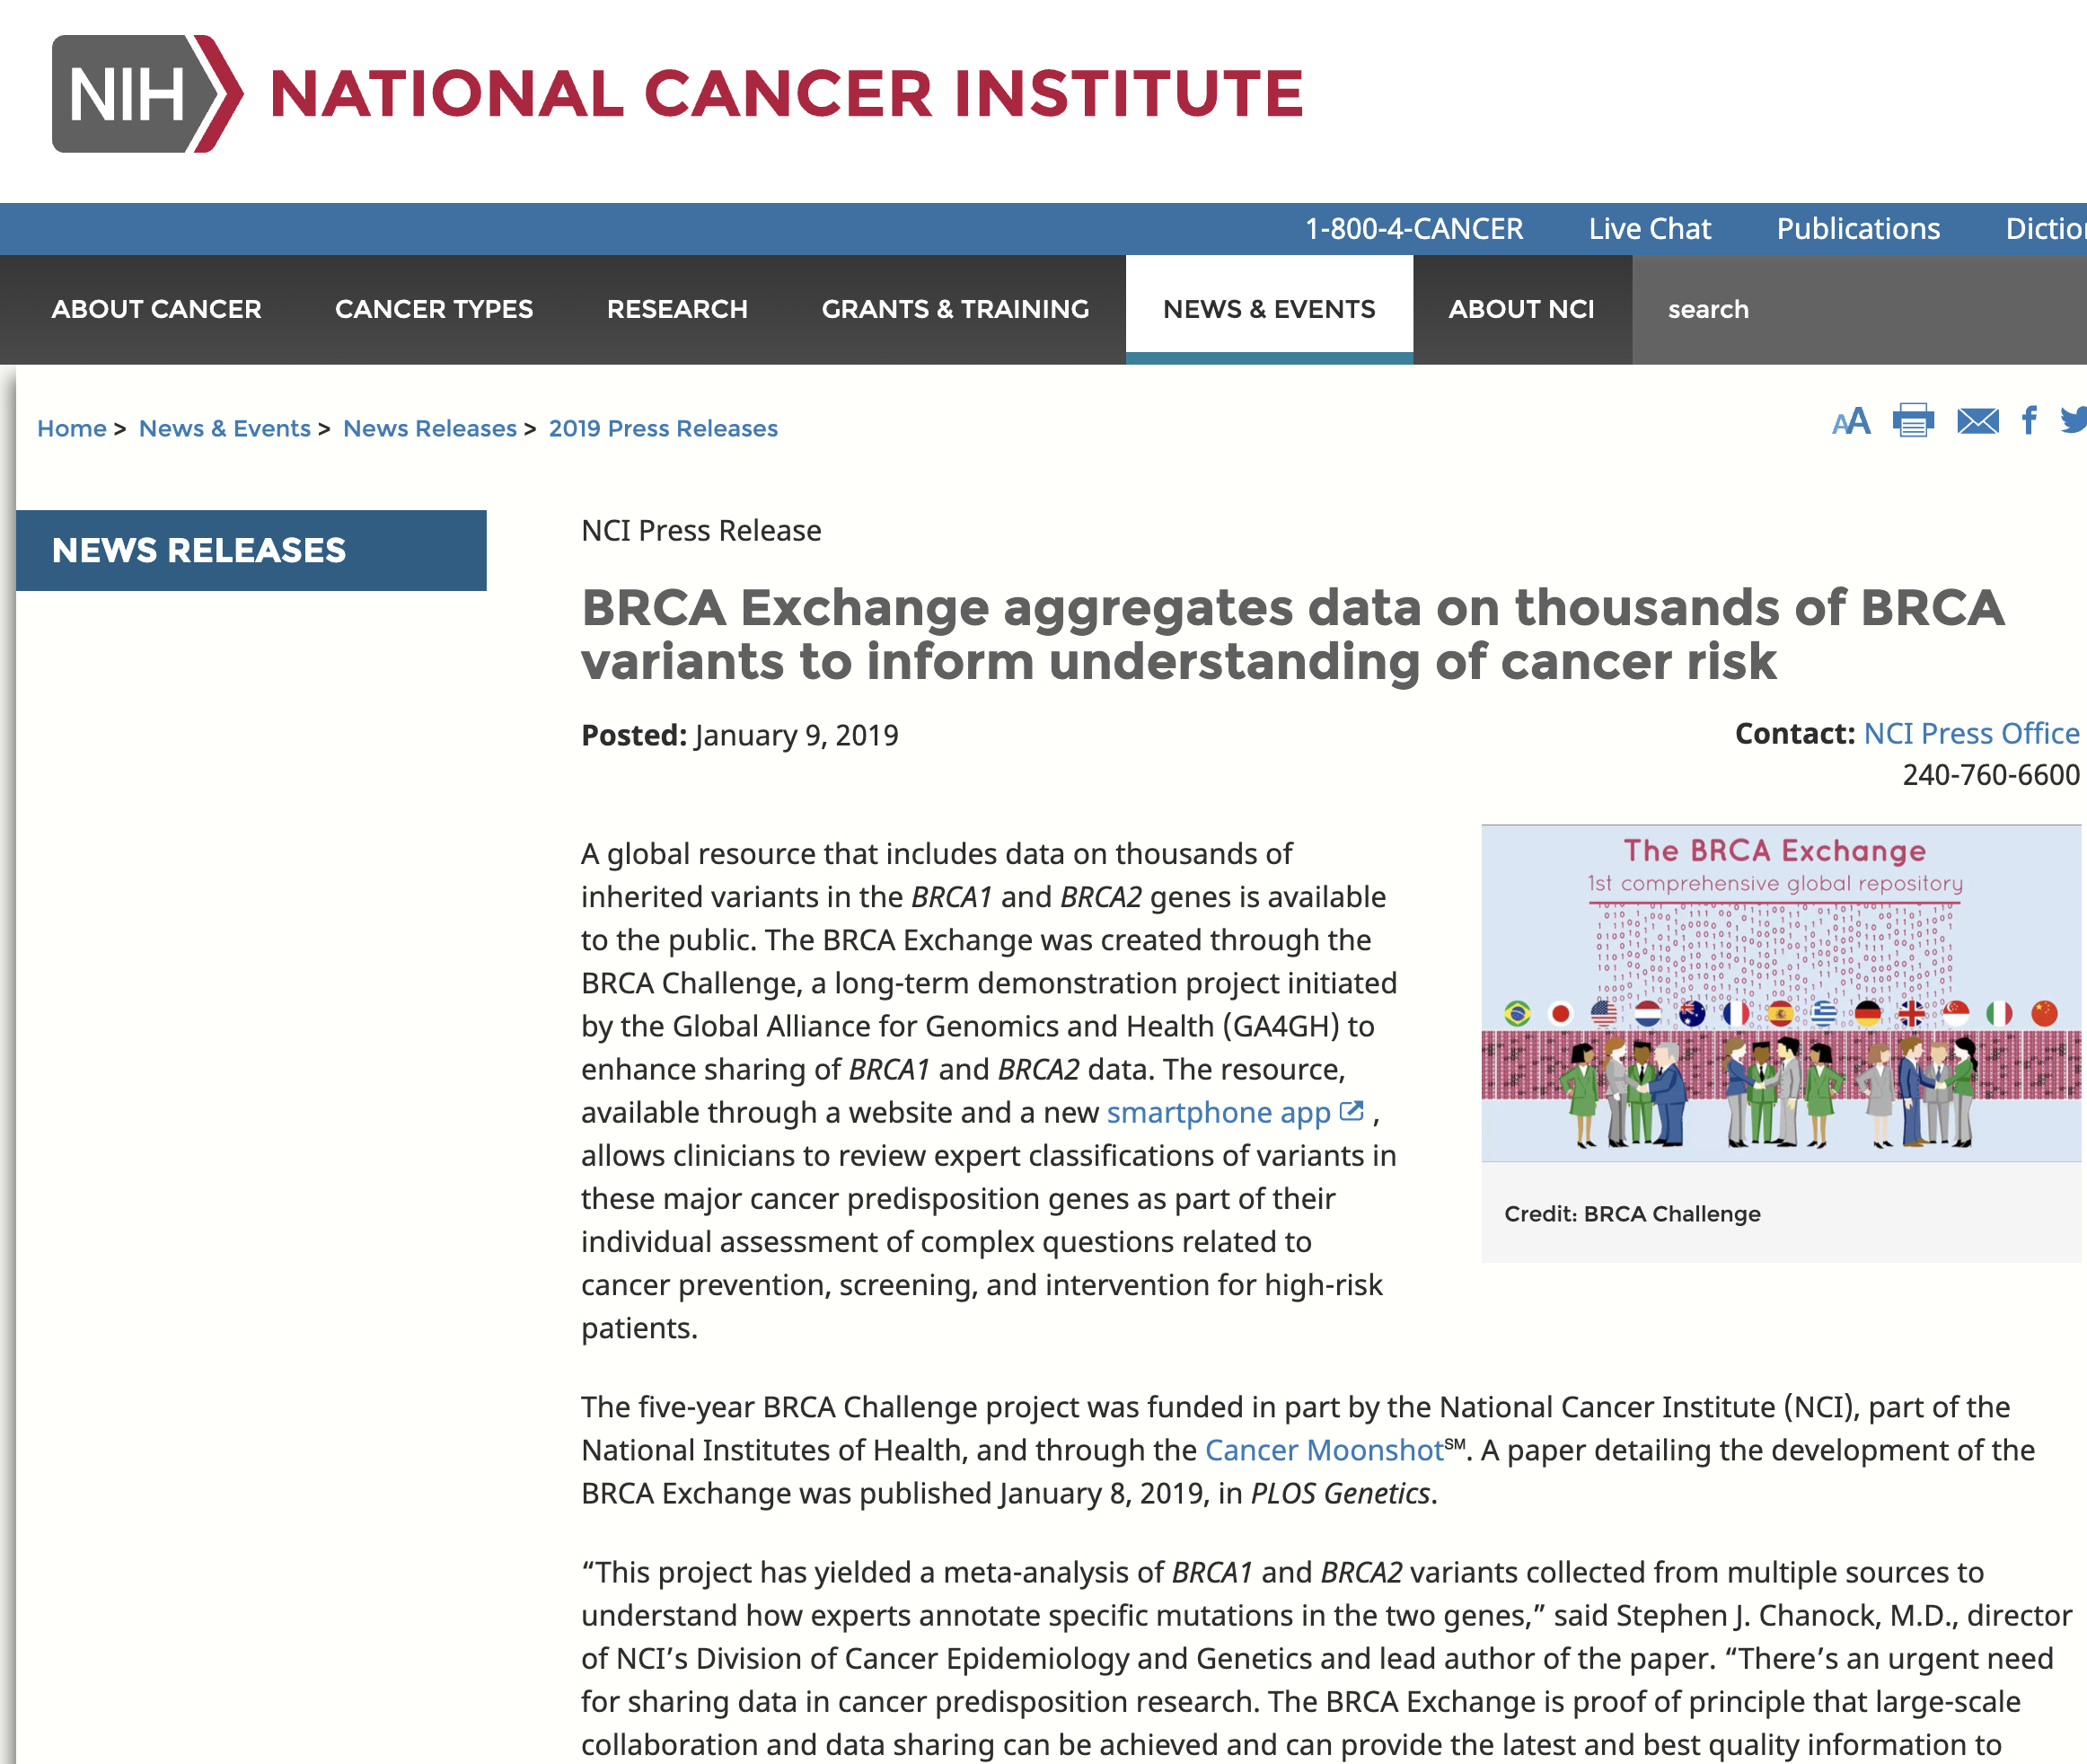 NIH NATIONAL CANCER INSTITUTE
1-800-4-CANCER Live Chat Publications Dictio
ABOUT CANCER CANCER TYPES RESEARCH GRANTS & TRAINING NEWS & EVENTS ABOUT NCI search
Home > News & Events > News Releases > 2019 Press Releases
AA
NEWS RELEASES
NCI Press Release
BRCA Exchange aggregates data on thousands of BRCA
variants to inform understanding of cancer risk
Posted: January 9, 2019
Contact: NCI Press Office
240-760-6600
A global resource that includes data on thousands of
inherited variants in the BRCA1 and BRCA2 genes is available
to the public. The BRCA Exchange was created through the
BRCA Challenge, a long-term demonstration project initiated
by the Global Alliance for Genomics and Health (GA4GH) to
enhance sharing of BRCA1 and BRCA2 data. The resource,
available through a website and a new smartphone app ,
allows clinicians to review expert classifications of variants in
these major cancer predisposition genes as part of their
individual assessment of complex questions related to
cancer prevention, screening, and intervention for high-risk
patients.
The BRCA Exchange
1st comprehensive global repository
Credit: BRCA Challenge
The five-year BRCA Challenge project was funded in part by the National Cancer Institute (NCI), part of the
National Institutes of Health, and through the Cancer Moonshot℠. A paper detailing the development of the
BRCA Exchange was published January 8, 2019, in PLOS Genetics.
“This project has yielded a meta-analysis of BRCA1 and BRCA2 variants collected from multiple sources to
understand how experts annotate specific mutations in the two genes,” said Stephen J. Chanock, M.D., director
of NCI’s Division of Cancer Epidemiology and Genetics and lead author of the paper. “There’s an urgent need
for sharing data in cancer predisposition research. The BRCA Exchange is proof of principle that large-scale
collaboration and data sharing can be achieved and can provide the latest and best quality information to